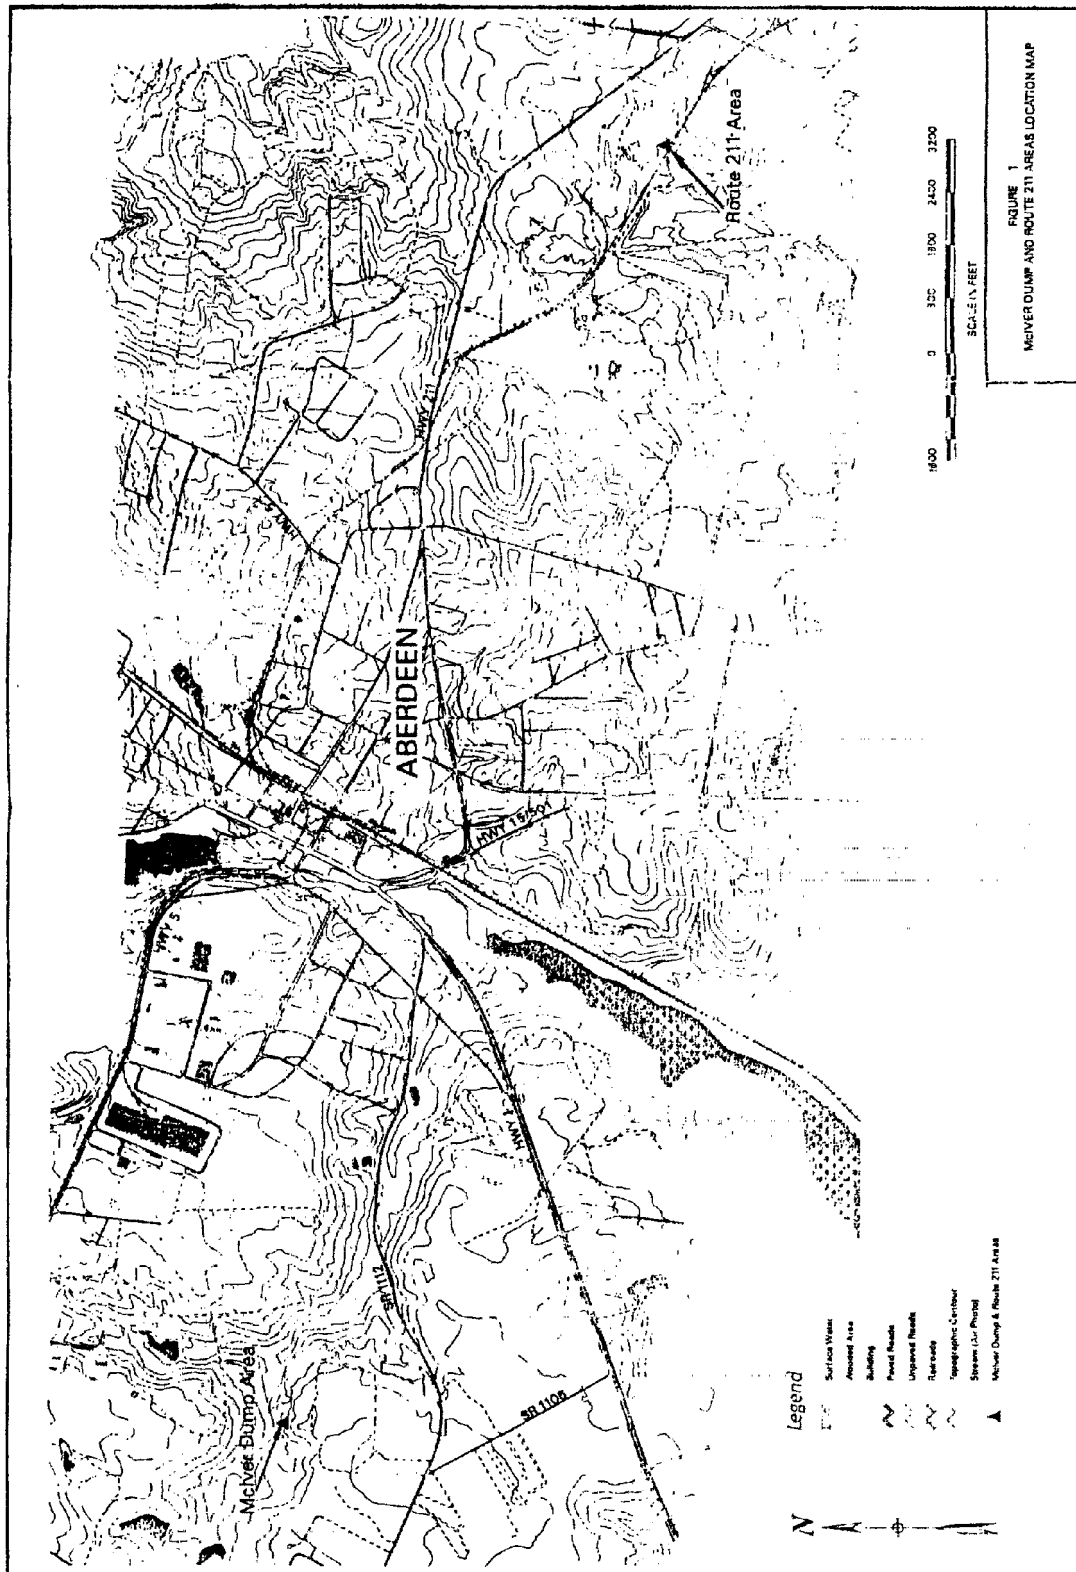 McIver Dump Area
SR 1112
SR 1106
HWY 1
HWY 5
HWY 15/501
ABERDEEN
HWY 5
HWY 211
Route 211 Area
N
Legend
Surface Water
Wooded Area
Building
Paved Roads
Unpaved Roads
Railroads
Topographic Contour
Stream (Air Photo)
McIver Dump & Route 211 Areas
1600 0 800 1600 2400 3200
SCALE IN FEET
FIGURE 1
McIVER DUMP AND ROUTE 211 AREAS LOCATION MAP